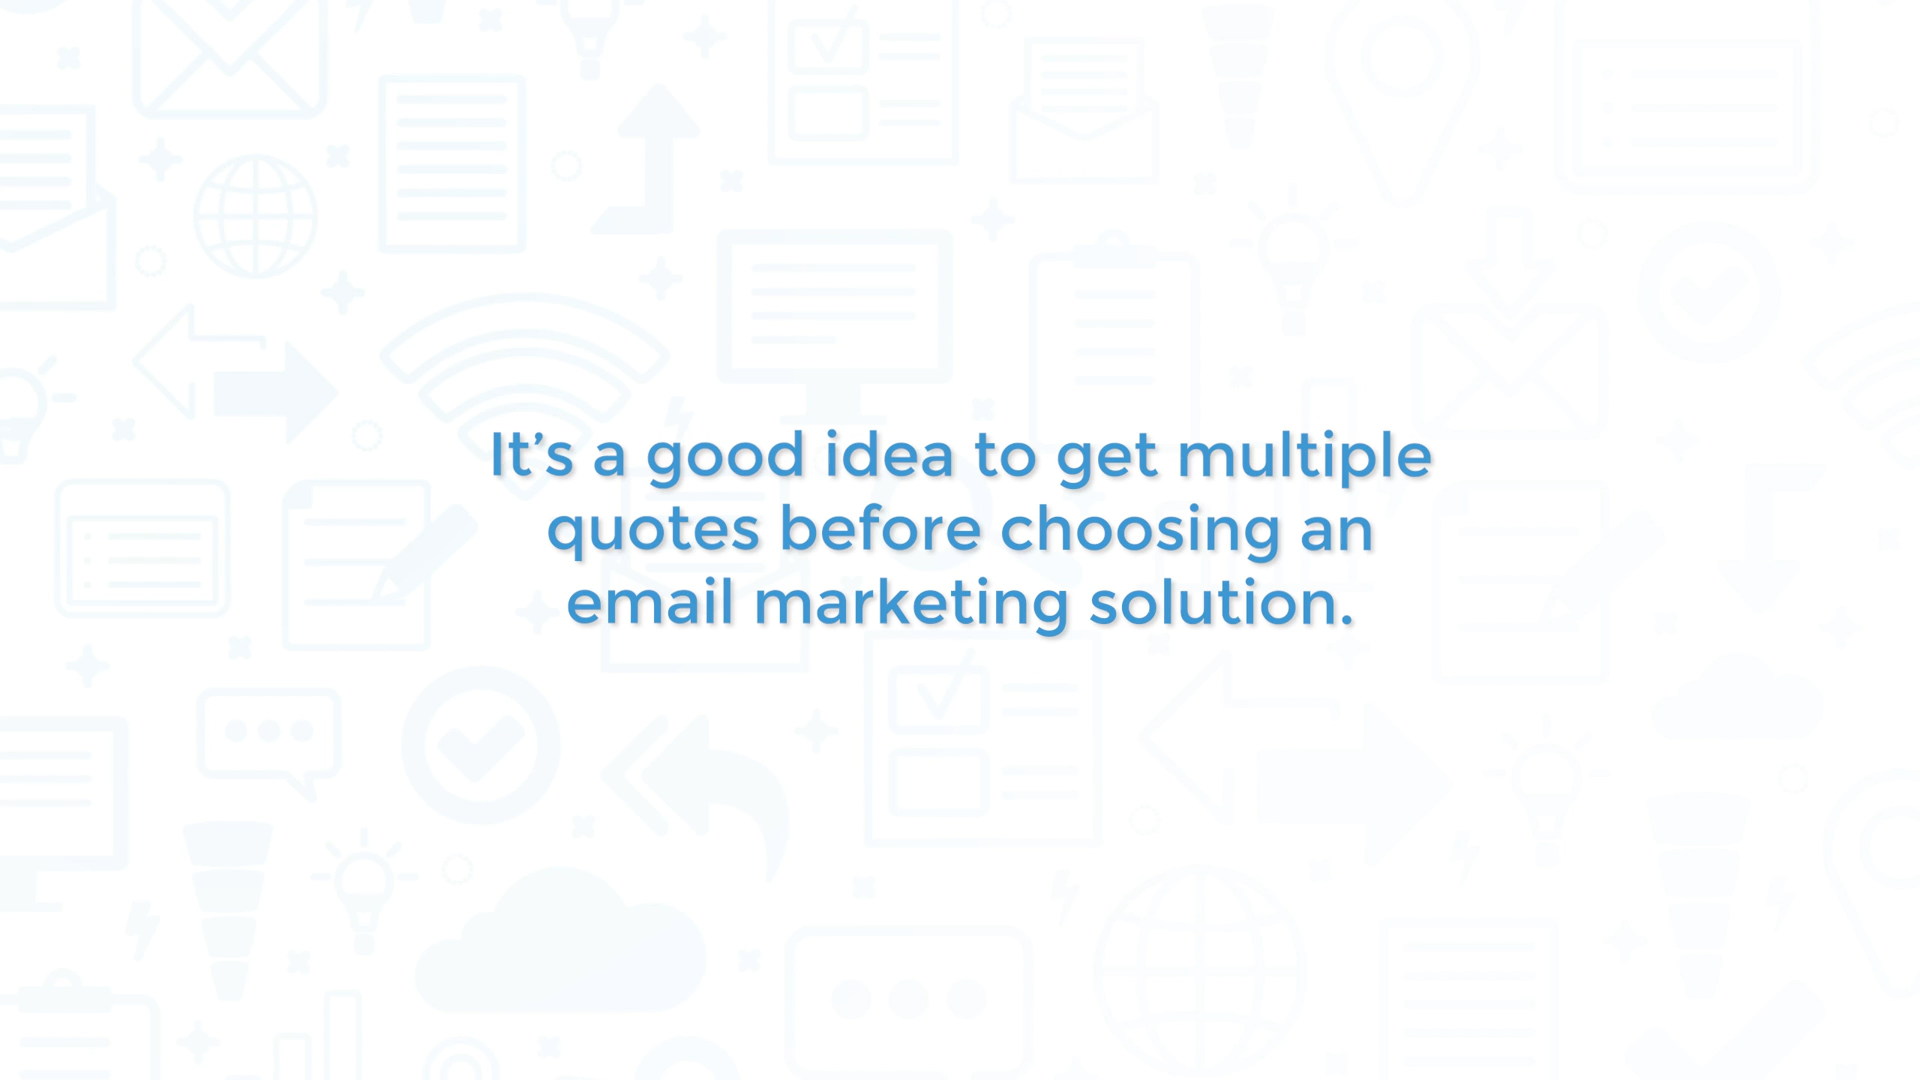 It’s a good idea to get multiple
quotes before choosing an
email marketing solution.